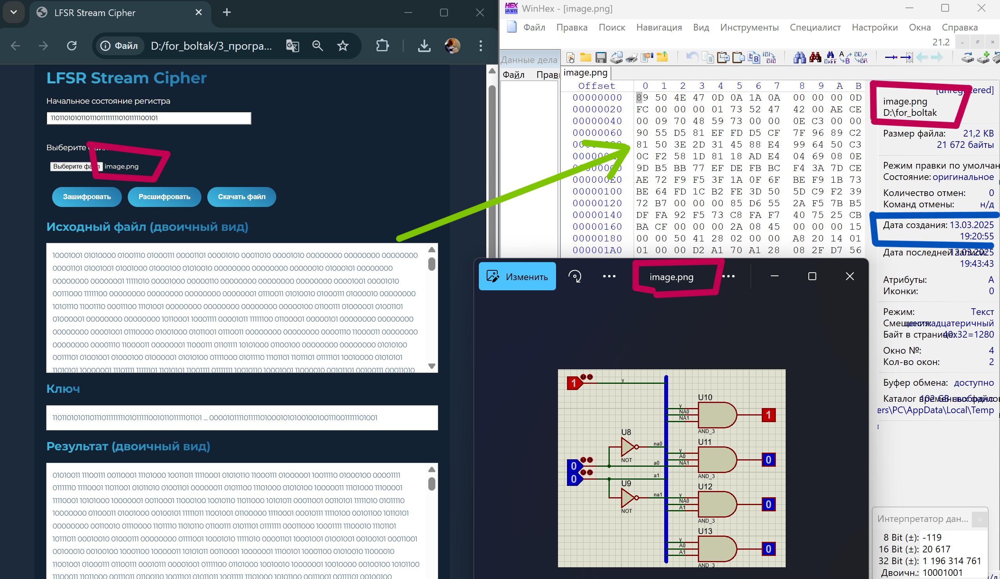 LFSR Stream Cipher
Файл D:/for_boltak/3_програ...
LFSR Stream Cipher
Начальное состояние регистра
Выберите
Выберите файл image.png
Зашифровать Расшифровать Скачать файл
Исходный файл (двоичный вид)
10001001 01010000 01001110 01000111 00001101 00001010 00011010 00001010 00000000 00000000 00000000
00001101 01001001 01001000 01000100 01010010 00000000 00000000 00000010 01000101 00000000
00000000 00000001 11111010 00001000 00000110 00000000 00000000 00000000 00001001 00001010
00111000 11111100 00000000 00000000 00000000 00000001 01110011 01010010 01000111 01000010 00000000
10101110 11001110 00011100 11101001 00000000 00000000 00000000 00000100 01100111 01000001 01001101
01000001 00000000 00000000 10110001 10001111 00001011 11111100 01100001 00000101 00000000 00000000
00000000 00001001 01110000 01001000 01011001 01110011 00000000 00000000 00001110 11000011 00000000
00000000 00001110 11000011 00000001 11000111 01101111 10101000 01100100 00000000 00000000 01010100
00111101 01001001 01000100 01000001 01010100 01111000 01011110 11101101 11011101 01111101 10010000 01010101
11010101 10000001 11101111 11111101 11010101 11001111 01111111 10010110 10001001 11000010 00101101 00100111 00011010
Ключ
Результат (двоичный вид)
01010011 11100111 00110001 11101000 10011011 11110001 01010110 11000111 01000001 10011110 01000100 00001111
01111110 11110001 11011001 01011010 01001101 00000011 01011100 11101000 01010100 10000011 11101000 11100001
11110001 10101000 10000001 00110001 11000100 10010110 11011000 10101011 00011001 00110101 11111010 01011110
10000000 01100011 01001000 00100101 11111011 11001001 01100000 11110001 00010111 11110100 00101100 10110101
00000000 00110010 01110000 11011110 11010110 01100111 01011101 01111111 00011000 10001111 11100010 11101101
10111011 00010010 01000111 00000000 01111001 10001010 11111010 00001101 10001001 01001001 00100101 00011001
00100010 00100100 10001100 10000011 10101011 00110001 10000001 11100101 10001100 01010010 11000010
11001001 01000111 01100111 00010111 00001001 01111100 01101000 10010010 10000001 10010000 00100100 10101100
11100011 11011000 00111011 01100110 10011101 01011011 10011111 11101000 10101100 00111001 00111101 00100100
WinHex - [image.png]
Файл Правка Поиск Навигация Вид Инструменты Специалист Настройки Окна Справка
21.2
Данные дела
Файл Прав
image.png
Offset 0 1 2 3 4 5 6 7 8 9 A B
00000000 89 50 4E 47 0D 0A 1A 0A 00 00 00 0D
00000020 FC 00 00 00 01 73 52 47 42 00 AE CE
00000040 00 09 70 48 59 73 00 00 0E C3 00 00
00000060 90 55 D5 81 EF FD D5 CF 7F 96 89 C2
81 50 3E 2D 31 45 88 E4 99 64 50 C3
0C F2 58 1D 81 18 AD E4 04 69 08 0E
9D B5 BB 77 EF DE FB BC F4 3A 7D CE
000000E0 AE 72 F9 F5 3F 1A 0F 6F BE F9 1B 73
00000100 BE 64 FD 1C B2 FE 3D 50 5D C9 F2 39
00000120 72 B7 00 00 00 85 D6 55 2A F5 7B B5
00000140 DF FA 92 F5 73 C8 FA F7 40 75 25 CB
00000160 BA CF 00 00 00 2A 08 45 00 00 00 15
00000180 00 00 50 41 28 02 00 00 A8 20 14 01
000001A0 01 00 00 D2 A1 70 A1 28 08 2F D7 56
[unregistered]
image.png
D:\for_boltak
Размер файла: 21,2 KB
21 672 байты
Режим правки по умолчан
Состояние: оригинальное
Количество отмен: 0
Команд отмены: н/д
Дата создания: 13.03.2025
19:20:55
Дата последней записи: 13.03.2025
19:43:43
Атрибуты: A
Иконки: 0
Режим: Текст
Смещения: шестнадцатеричный
Байт в странице: 40x32=1280
Окно №: 4
Кол-во окон: 2
Буфер обмена: доступно
Каталог временных файлов
102 GB свободно
ers\PC\AppData\Local\Temp
Интерпретатор дан...
8 Bit (±): -119
16 Bit (±): 20 617
32 Bit (±): 1 196 314 761
Двоичн.: 10001001
Изменить image.png
1 y
U10
y
NA0
NA1
AND_3
1
U8
NOT
na0
U11
y
A0
NA1
AND_3
0
0 a0
0 a1
U9
NOT
na1
U12
y
NA0
A1
AND_3
0
U13
y
A0
A1
AND_3
0